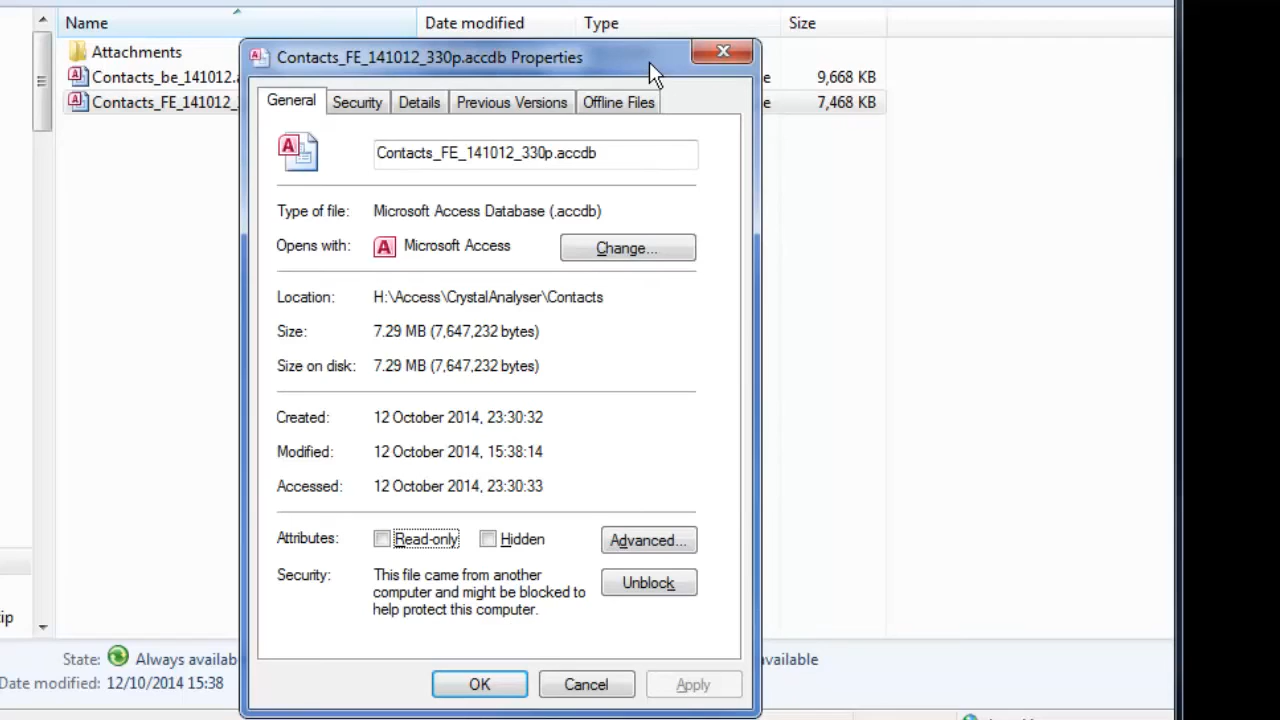 Name
Date modified
Type
Size
Attachments
Contacts_be_141012.
9,668 KB
Contacts_FE_141012_
7,468 KB
Contacts_FE_141012_330p.accdb Properties
General
Security
Details
Previous Versions
Offline Files
Contacts_FE_141012_330p.accdb
Type of file:
Microsoft Access Database (.accdb)
Opens with:
Microsoft Access
Change...
Location:
H:\Access\CrystalAnalyser\Contacts
Size:
7.29 MB (7,647,232 bytes)
Size on disk:
7.29 MB (7,647,232 bytes)
Created:
12 October 2014, 23:30:32
Modified:
12 October 2014, 15:38:14
Accessed:
12 October 2014, 23:30:33
Attributes:
Read-only
Hidden
Advanced...
Security:
This file came from another
computer and might be blocked to
help protect this computer.
Unblock
OK
Cancel
Apply
State:
Always availab
available
Date modified: 12/10/2014 15:38